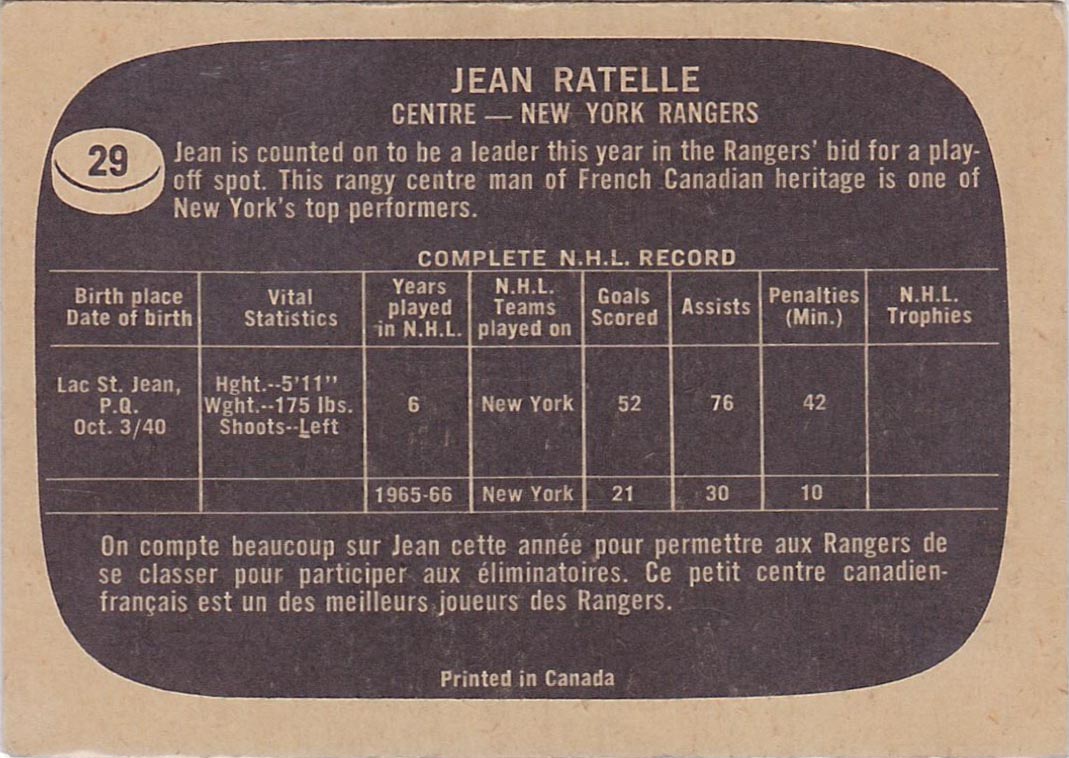 JEAN RATELLE
CENTRE — NEW YORK RANGERS
29
Jean is counted on to be a leader this year in the Rangers' bid for a play-
off spot. This rangy centre man of French Canadian heritage is one of
New York's top performers.
COMPLETE N.H.L. RECORD
Birth place Date of birth | Vital Statistics | Years played in N.H.L. | N.H.L. Teams played on | Goals Scored | Assists | Penalties (Min.) | N.H.L. Trophies
Lac St. Jean, P.Q. Oct. 3/40 | Hght.--5'11" Wght.--175 lbs. Shoots--Left | 6 | New York | 52 | 76 | 42
1965-66 | New York | 21 | 30 | 10
On compte beaucoup sur Jean cette année pour permettre aux Rangers de
se classer pour participer aux éliminatoires. Ce petit centre canadien-
français est un des meilleurs joueurs des Rangers.
Printed in Canada